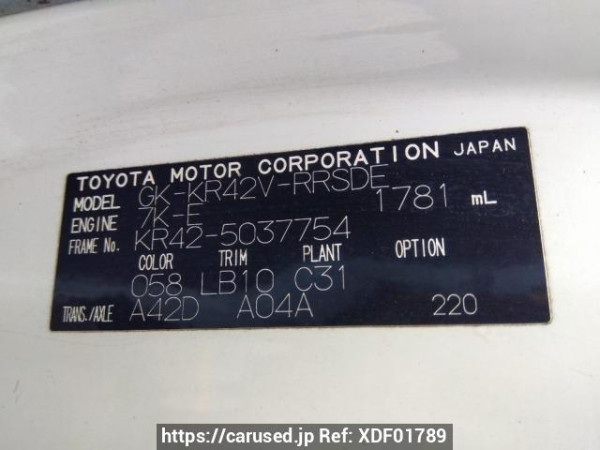 TOYOTA MOTOR CORPORATION JAPAN
MODEL GK-KR42V-RRSDE
ENGINE 7K-E 1781 mL
FRAME No. KR42-5037754
COLOR TRIM PLANT OPTION
058 LB10 C31
TRANS./AXLE A42D A04A 220
https://carused.jp Ref: XDF01789